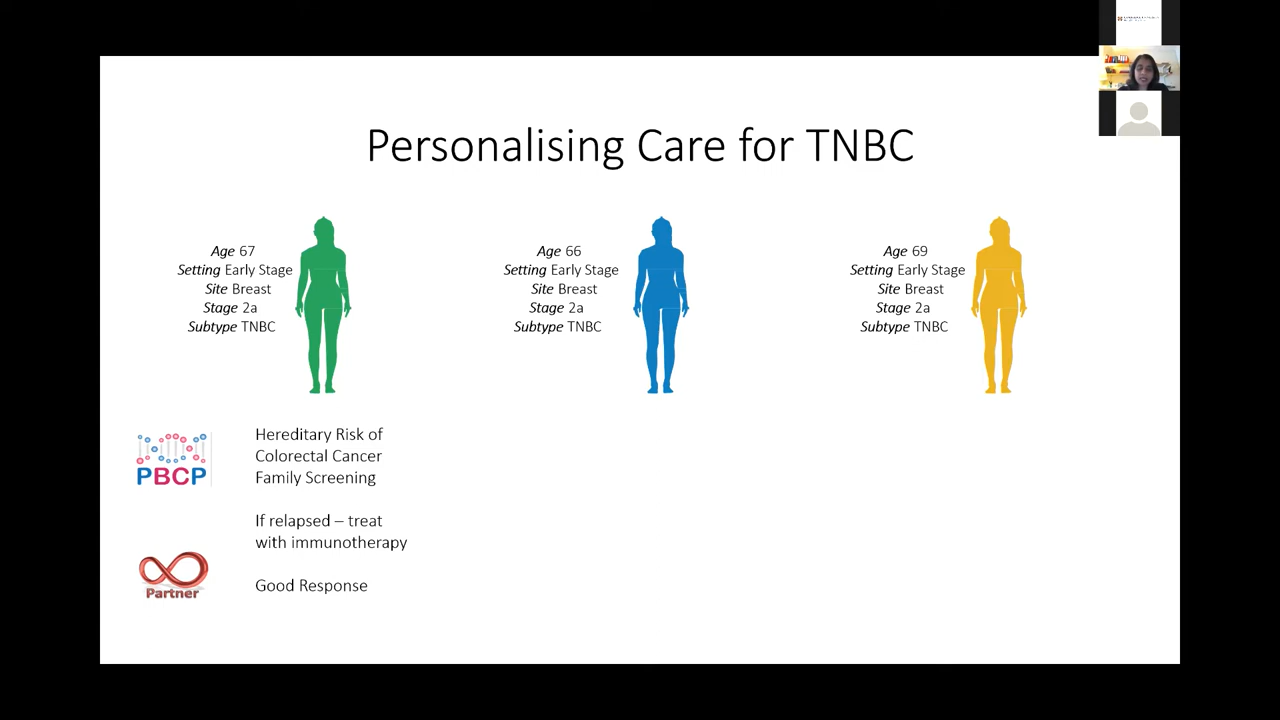 Personalising Care for TNBC
Age 67
Setting Early Stage
Site Breast
Stage 2a
Subtype TNBC
Age 66
Setting Early Stage
Site Breast
Stage 2a
Subtype TNBC
Age 69
Setting Early Stage
Site Breast
Stage 2a
Subtype TNBC
PBCP
Hereditary Risk of
Colorectal Cancer
Family Screening
If relapsed – treat
with immunotherapy
Partner
Good Response